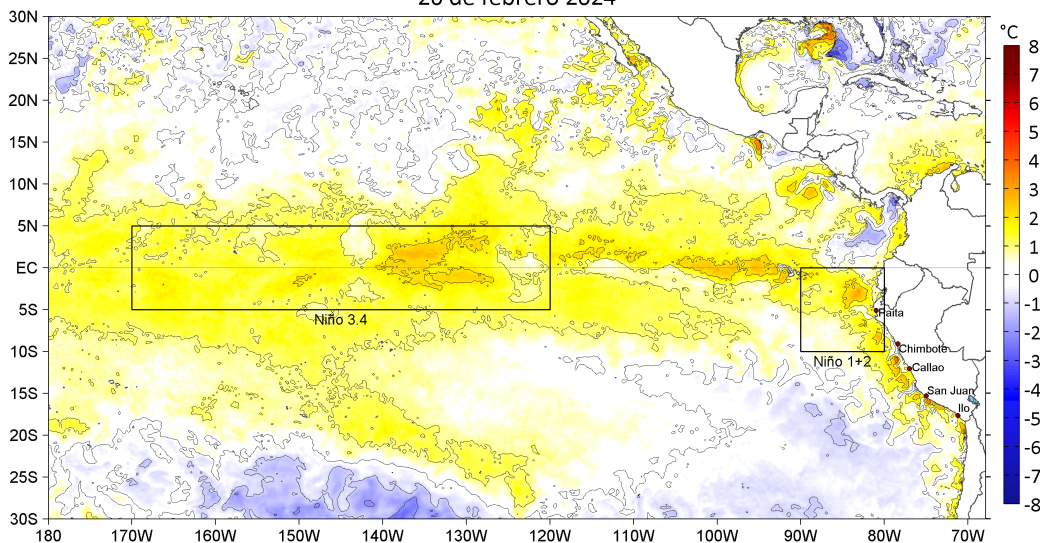 20 de febrero 2024
30N
25N
20N
15N
10N
5N
EC
5S
10S
15S
20S
25S
30S
180
170W
160W
150W
140W
130W
120W
110W
100W
90W
80W
70W
Niño 3.4
Niño 1+2
Paita
Chimbote
Callao
San Juan
Ilo
°C
8
7
6
5
4
3
2
1
0
-1
-2
-3
-4
-5
-6
-7
-8